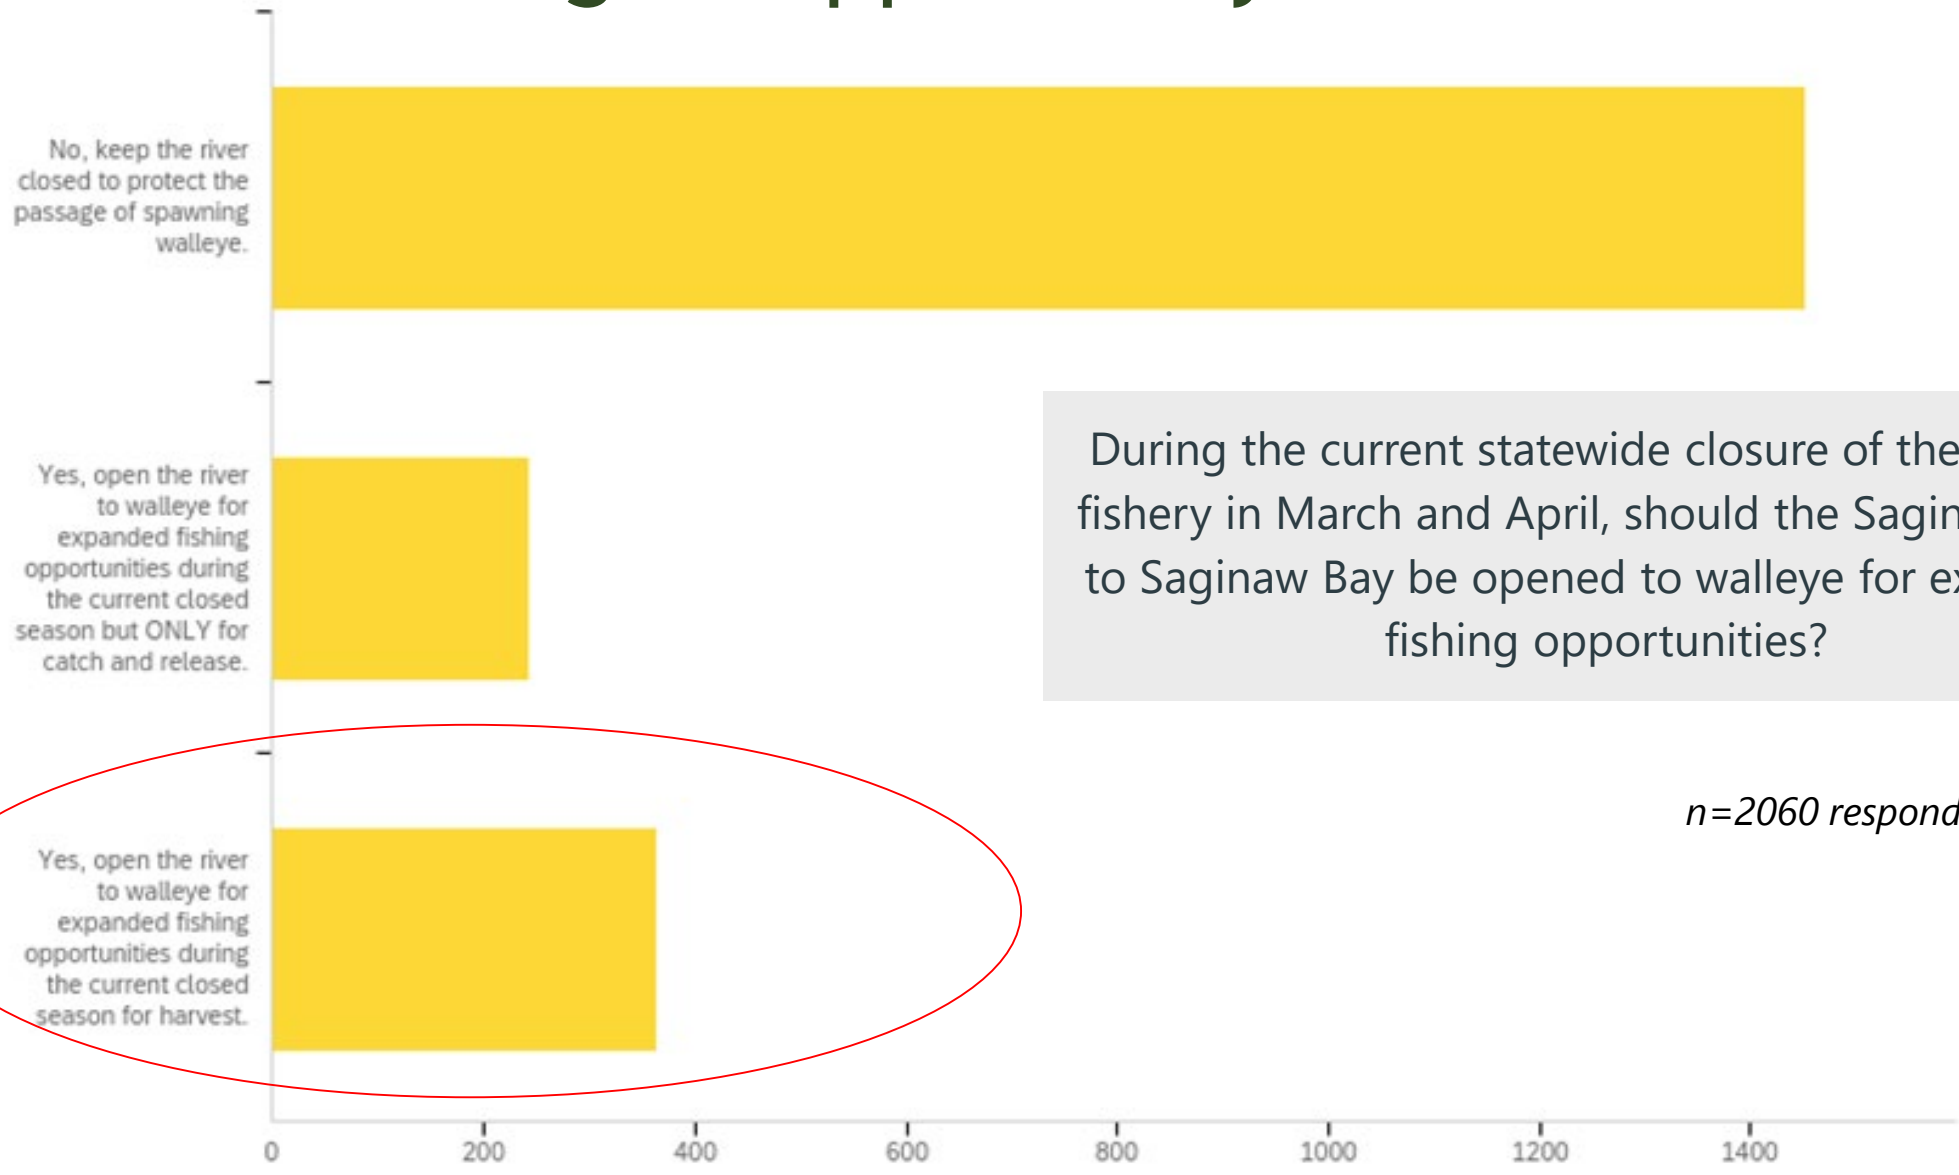 No, keep the river
closed to protect the
passage of spawning
walleye.
Yes, open the river
to walleye for
expanded fishing
opportunities during
the current closed
season but ONLY for
catch and release.
During the current statewide closure of the
fishery in March and April, should the Sagin
to Saginaw Bay be opened to walleye for ex
fishing opportunities?
n=2060 respond
Yes, open the river
to walleye for
expanded fishing
opportunities during
the current closed
season for harvest.
0 200 400 600 800 1000 1200 1400